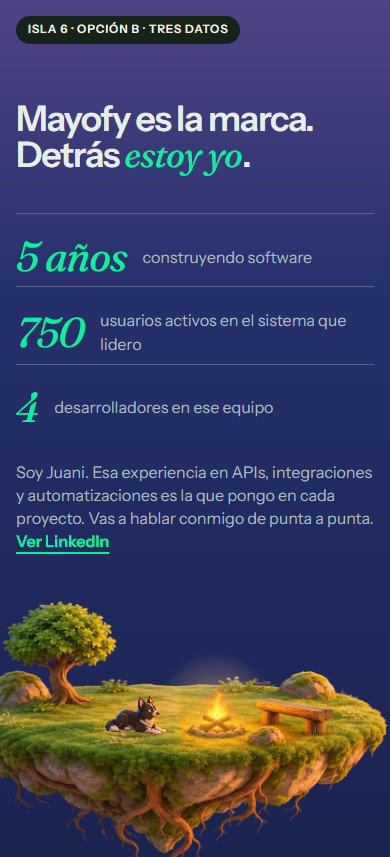 ISLA 6 · OPCIÓN B · TRES DATOS
Mayofy es la marca.
Detrás estoy yo.
5 años construyendo software
750 usuarios activos en el sistema que
lidero
4 desarrolladores en ese equipo
Soy Juani. Esa experiencia en APIs, integraciones
y automatizaciones es la que pongo en cada
proyecto. Vas a hablar conmigo de punta a punta.
Ver LinkedIn